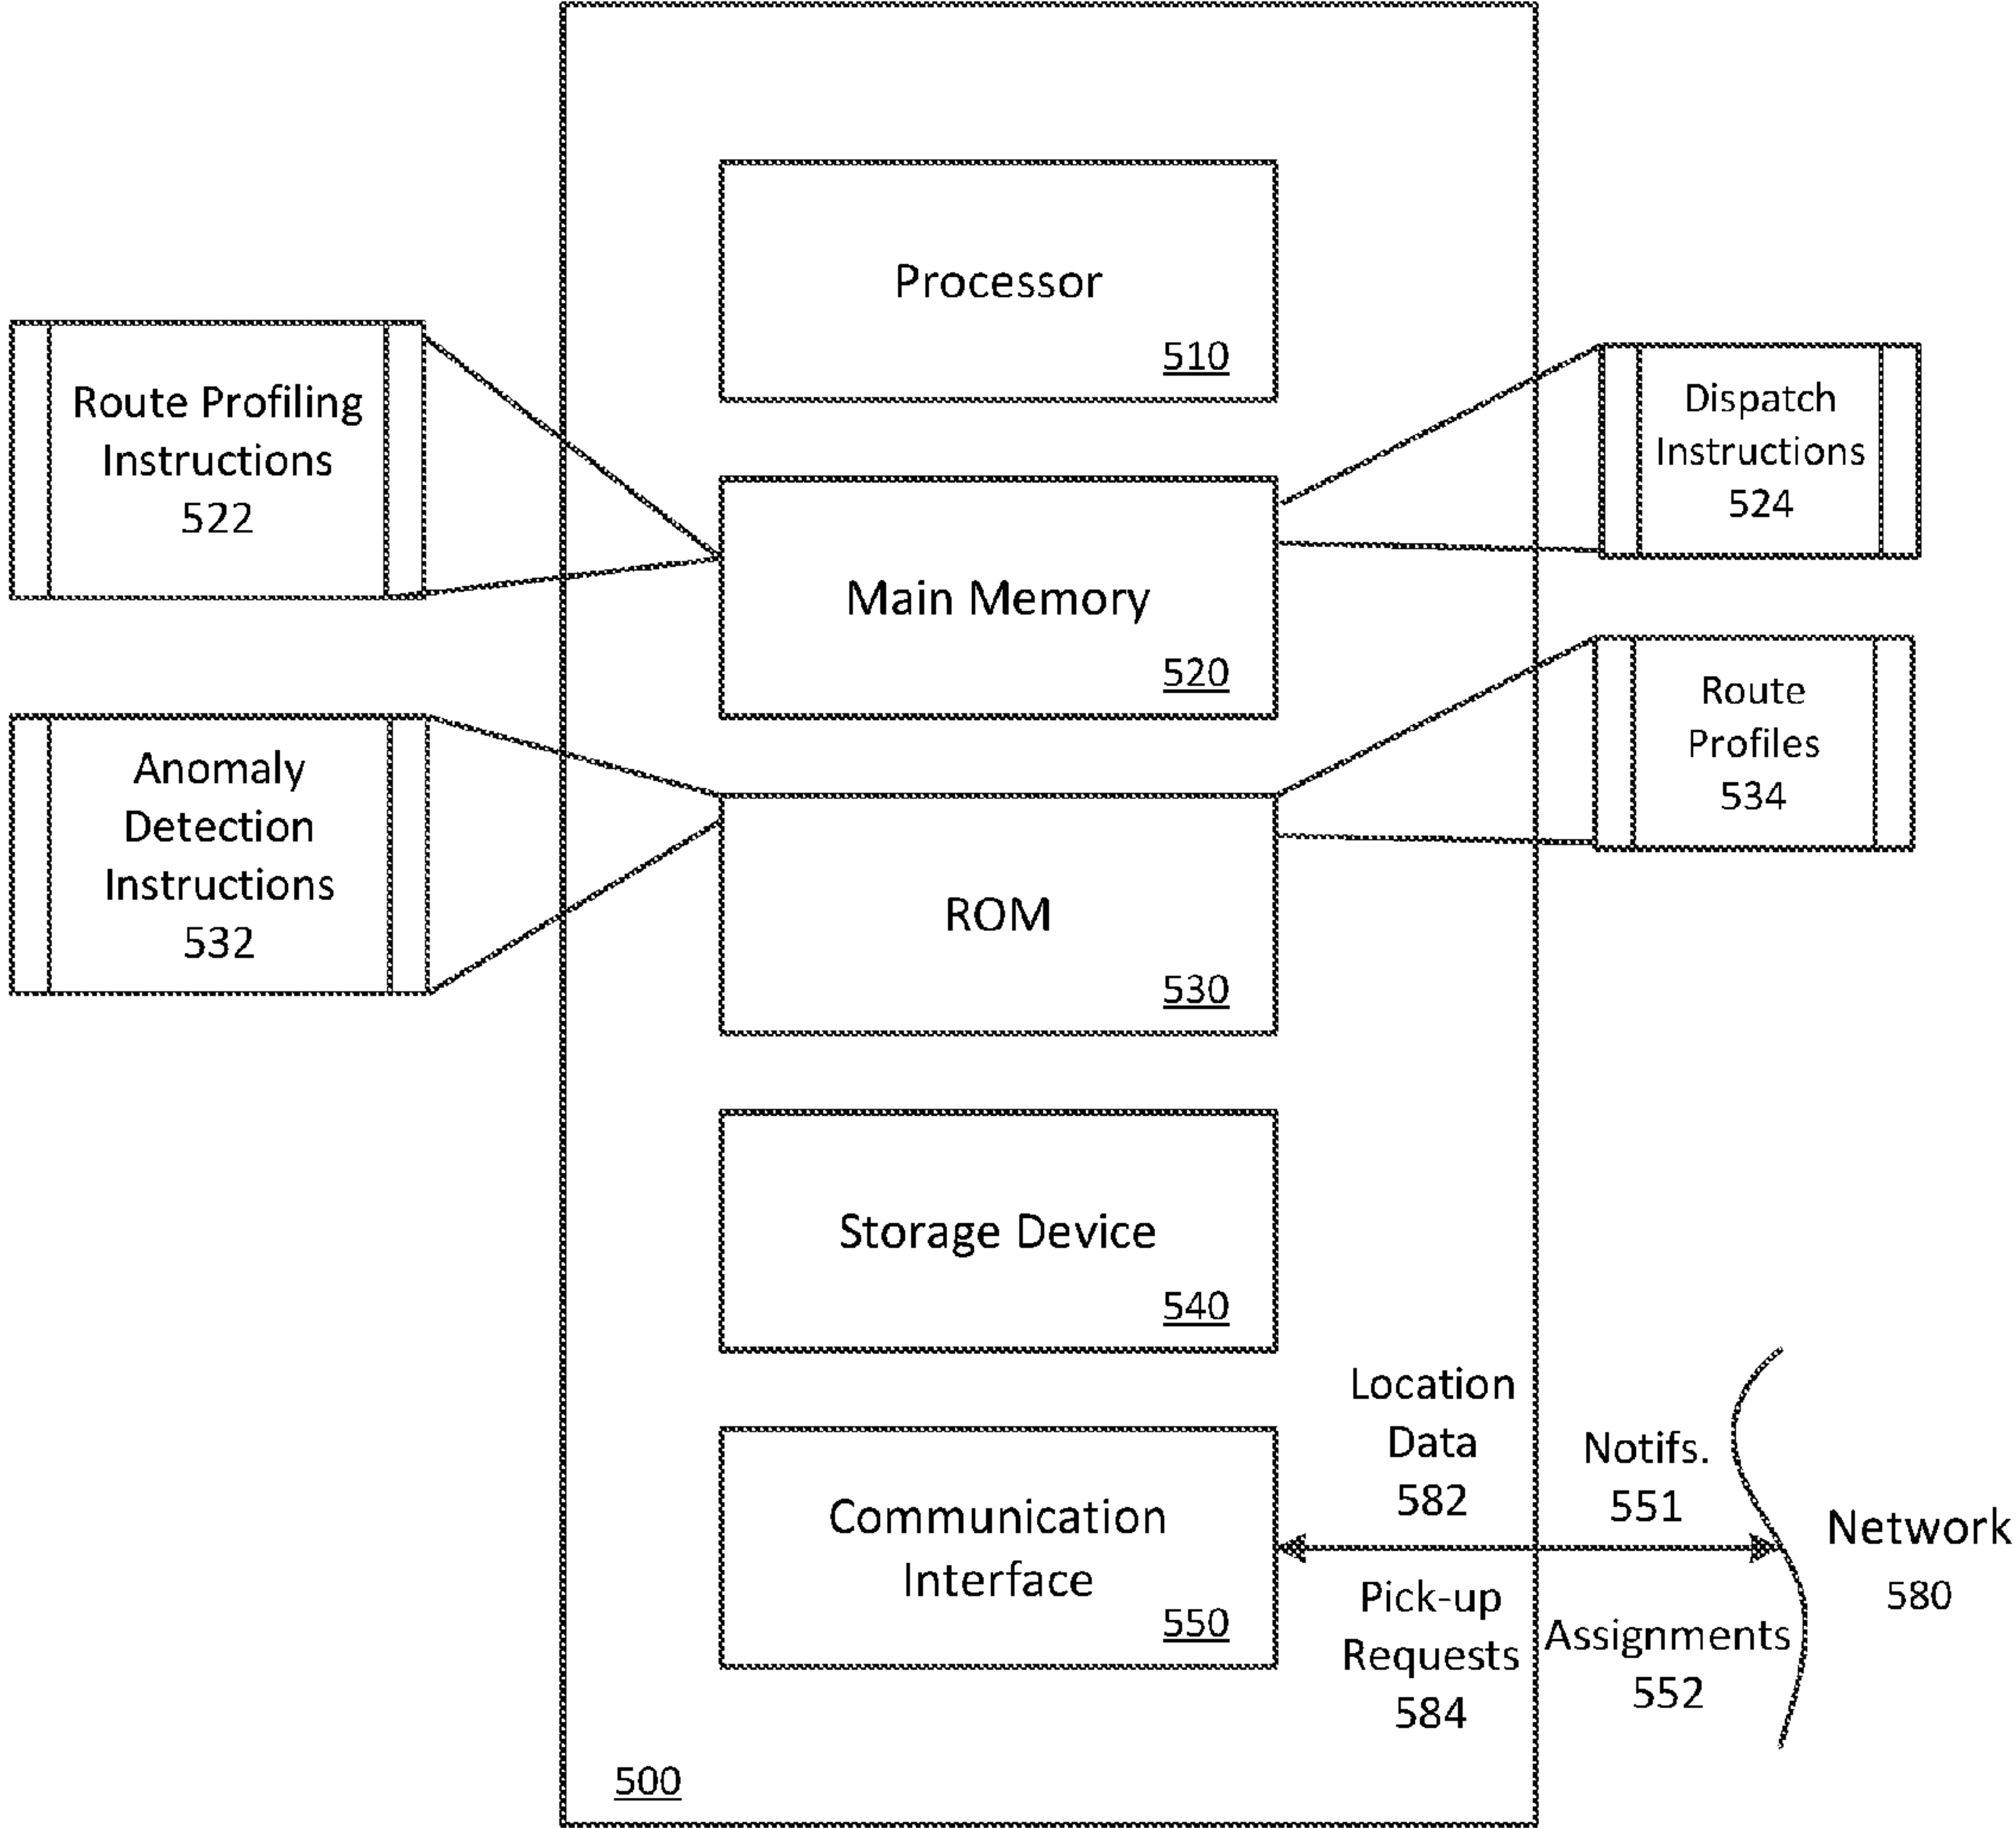 Processor
510
Route Profiling
Instructions
522
Dispatch
Instructions
524
Main Memory
520
Route
Profiles
534
Anomaly
Detection
Instructions
532
ROM
530
Storage Device
540
Location
Data
582
Notifs.
551
Communication
Interface
550
Network
580
Pick-up
Requests
584
Assignments
552
500